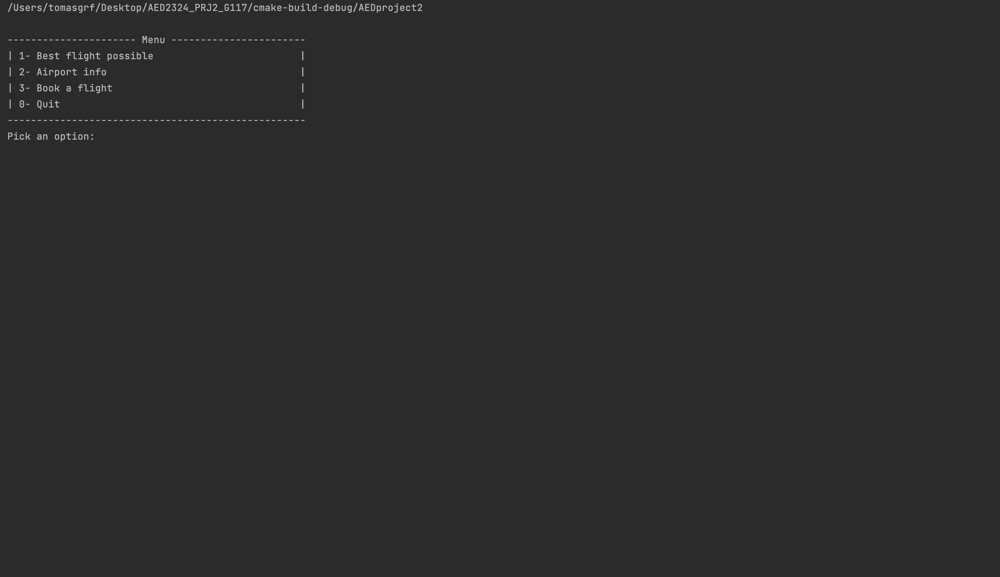 /Users/tomasgrf/Desktop/AED2324_PRJ2_G117/cmake-build-debug/AEDproject2
---------------------- Menu -----------------------
| 1- Best flight possible                         |
| 2- Airport info                                 |
| 3- Book a flight                                |
| 0- Quit                                         |
---------------------------------------------------
Pick an option: